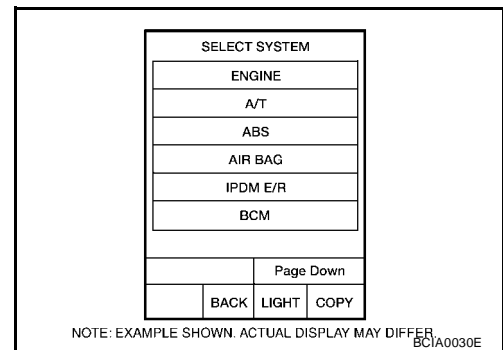 SELECT SYSTEM
ENGINE
A/T
ABS
AIR BAG
IPDM E/R
BCM
Page Down
BACK LIGHT COPY
NOTE: EXAMPLE SHOWN. ACTUAL DISPLAY MAY DIFFER.
BCIA0030E